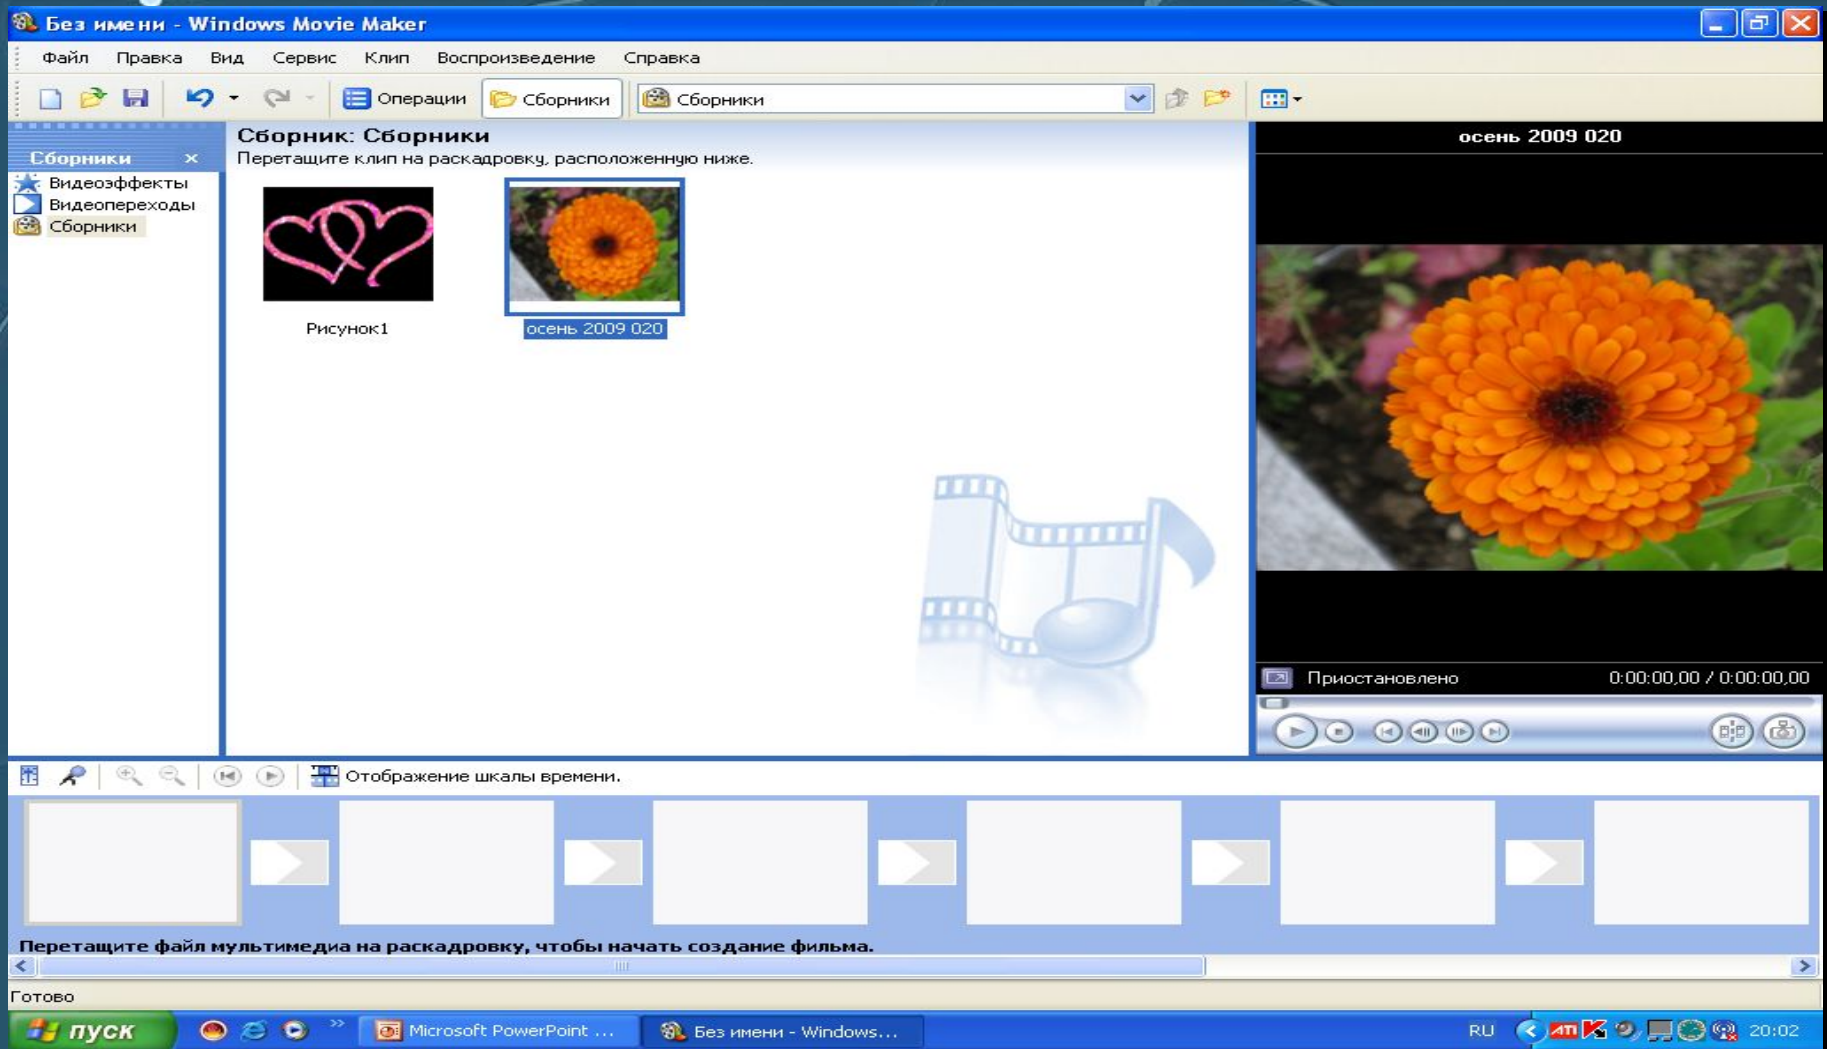 Без имени - Windows Movie Maker
Файл Правка Вид Сервис Клип Воспроизведение Справка
Операции Сборники Сборники
Сборники
Видеоэффекты
Видеопереходы
Сборники
Сборник: Сборники
Перетащите клип на раскадровку, расположенную ниже.
Рисунок1
осень 2009 020
осень 2009 020
Приостановлено 0:00:00,00 / 0:00:00,00
Отображение шкалы времени.
Перетащите файл мультимедиа на раскадровку, чтобы начать создание фильма.
Готово
пуск Microsoft PowerPoint ... Без имени - Windows... RU ATI 20:02